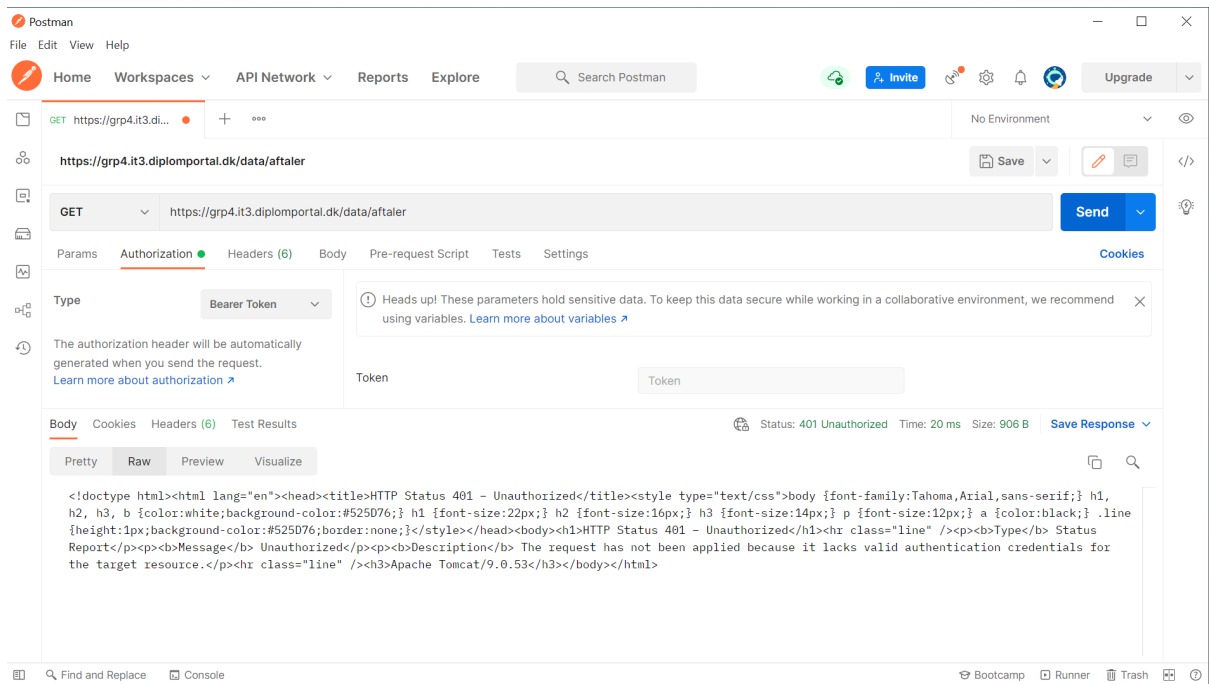 Postman
File Edit View Help
Home Workspaces API Network Reports Explore Search Postman Invite Upgrade
GET https://grp4.it3.di... No Environment
https://grp4.it3.diplomportal.dk/data/aftaler Save
GET https://grp4.it3.diplomportal.dk/data/aftaler Send
Params Authorization Headers (6) Body Pre-request Script Tests Settings Cookies
Type Bearer Token
The authorization header will be automatically
generated when you send the request.
Learn more about authorization ↗
Heads up! These parameters hold sensitive data. To keep this data secure while working in a collaborative environment, we recommend
using variables. Learn more about variables ↗
Token Token
Body Cookies Headers (6) Test Results Status: 401 Unauthorized Time: 20 ms Size: 906 B Save Response
Pretty Raw Preview Visualize
<!doctype html><html lang="en"><head><title>HTTP Status 401 – Unauthorized</title><style type="text/css">body {font-family:Tahoma,Arial,sans-serif;} h1,
h2, h3, b {color:white;background-color:#525D76;} h1 {font-size:22px;} h2 {font-size:16px;} h3 {font-size:14px;} p {font-size:12px;} a {color:black;} .line
{height:1px;background-color:#525D76;border:none;}</style></head><body><h1>HTTP Status 401 – Unauthorized</h1><hr class="line" /><p><b>Type</b> Status
Report</p><p><b>Message</b> Unauthorized</p><p><b>Description</b> The request has not been applied because it lacks valid authentication credentials for
the target resource.</p><hr class="line" /><h3>Apache Tomcat/9.0.53</h3></body></html>
Find and Replace Console Bootcamp Runner Trash